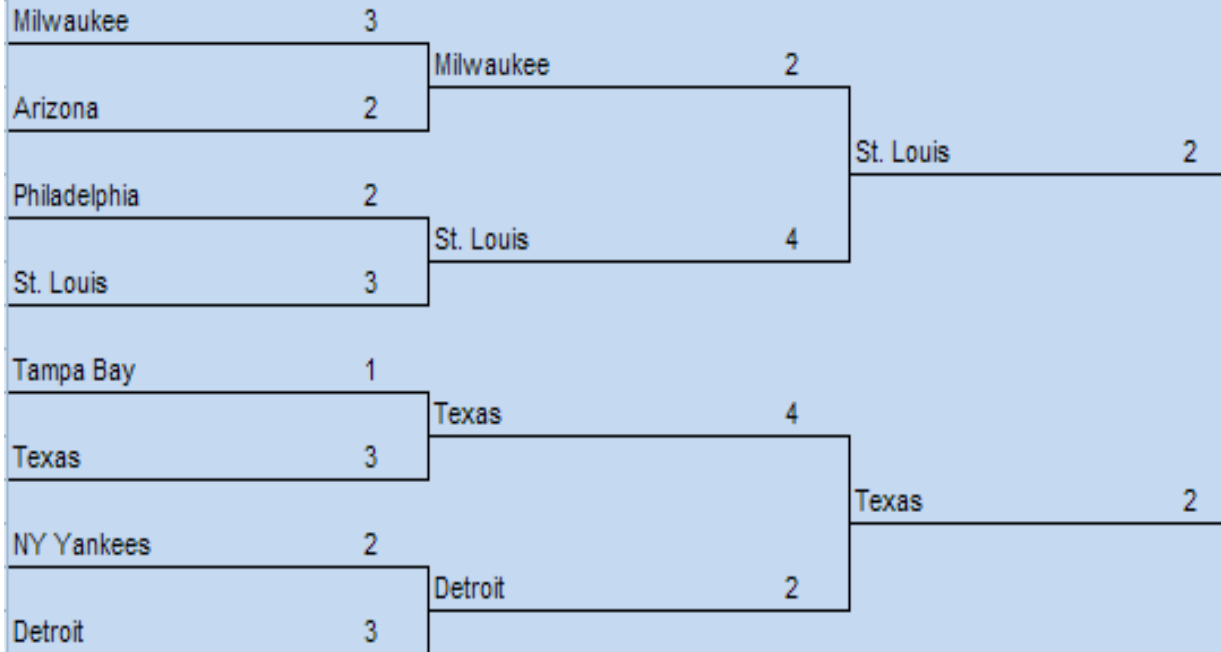 Milwaukee 3
Milwaukee 2
Arizona 2
St. Louis 2
Philadelphia 2
St. Louis 4
St. Louis 3
Tampa Bay 1
Texas 4
Texas 3
Texas 2
NY Yankees 2
Detroit 2
Detroit 3